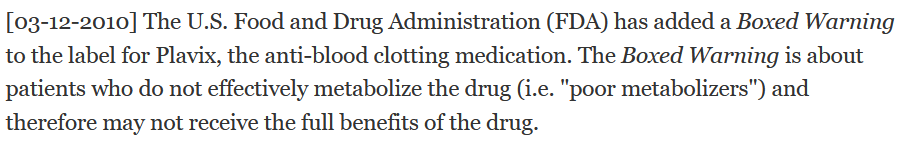 [03-12-2010] The U.S. Food and Drug Administration (FDA) has added a Boxed Warning
to the label for Plavix, the anti-blood clotting medication. The Boxed Warning is about
patients who do not effectively metabolize the drug (i.e. "poor metabolizers") and
therefore may not receive the full benefits of the drug.